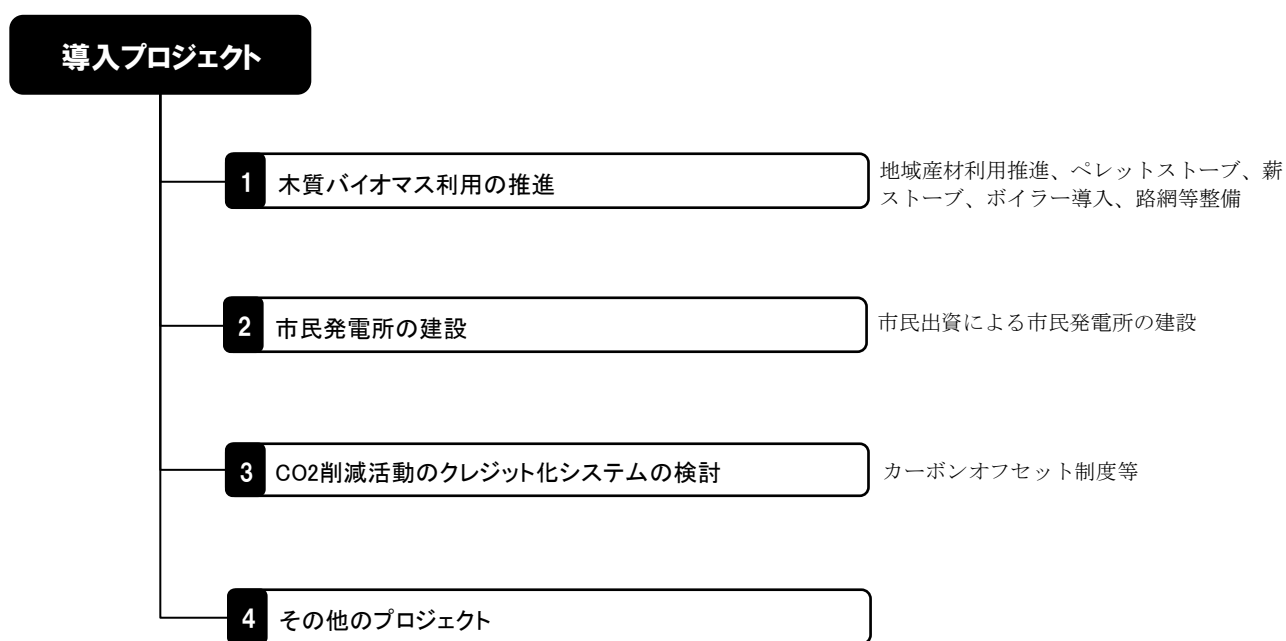 導入プロジェクト
1 木質バイオマス利用の推進
地域産材利用推進、ペレットストーブ、薪
ストーブ、ボイラー導入、路網等整備
2 市民発電所の建設
市民出資による市民発電所の建設
3 CO2削減活動のクレジット化システムの検討
カーボンオフセット制度等
4 その他のプロジェクト